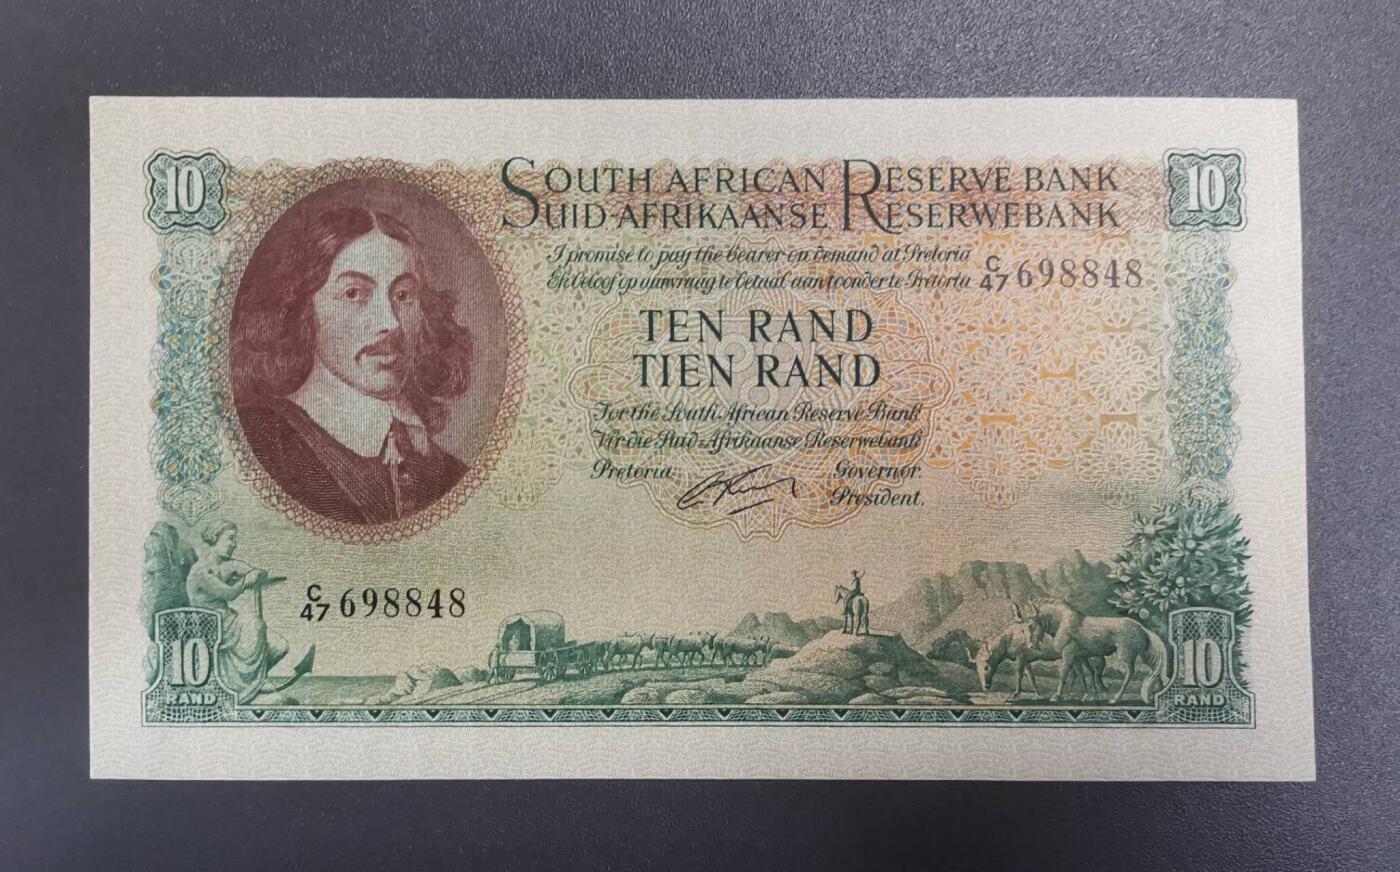 10
SOUTH AFRICAN RESERVE BANK
SUID-AFRIKAANSE RESERWEBANK
10
I promise to pay the bearer on demand at Pretoria
Ek beloof op aanvraag te betaal aan toonder te Pretoria
C/47 698848
TEN RAND
TIEN RAND
For the South African Reserve Bank
Vir die Suid-Afrikaanse Reserwebank
Pretoria
Governor.
President.
C/47 698848
10
RAND
10
RAND